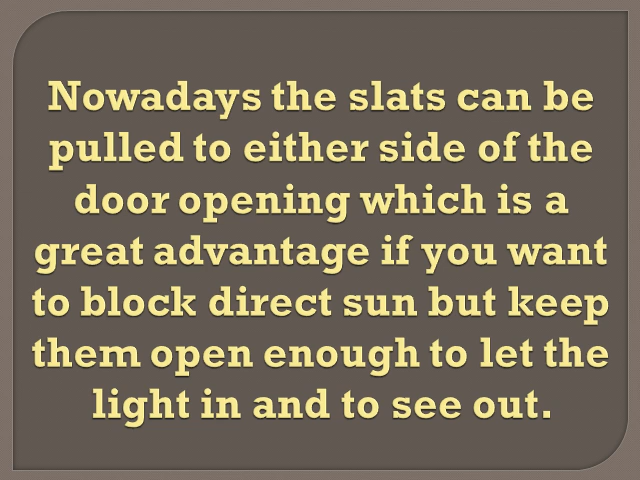 Nowadays the slats can be
pulled to either side of the
door opening which is a
great advantage if you want
to block direct sun but keep
them open enough to let the
light in and to see out.